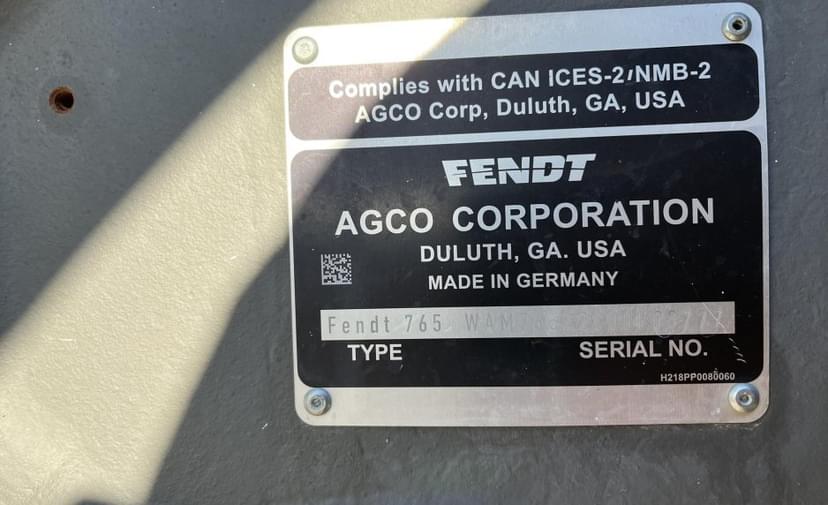 Complies with CAN ICES-2/NMB-2
AGCO Corp, Duluth, GA, USA
FENDT
AGCO CORPORATION
DULUTH, GA. USA
MADE IN GERMANY
Fendt 765
TYPE SERIAL NO.
H218PP0080060